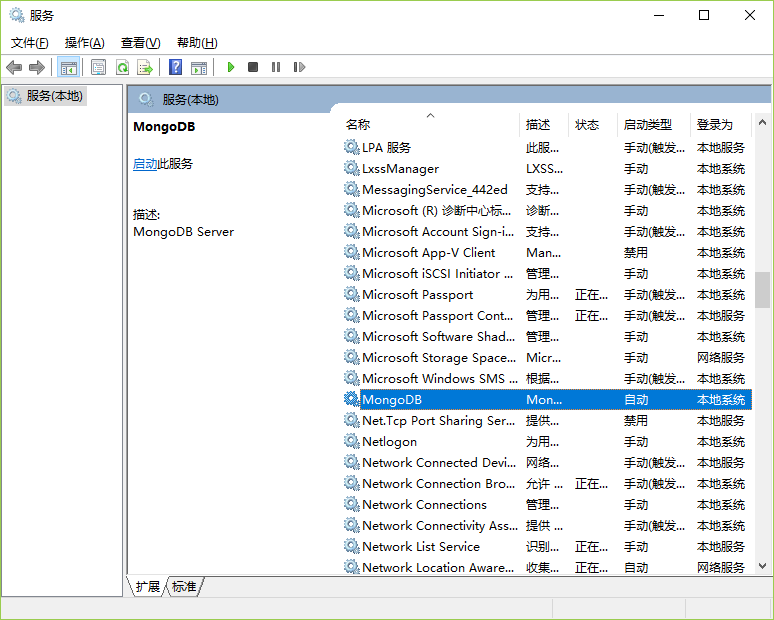 服务
文件(F) 操作(A) 查看(V) 帮助(H)
服务(本地)
服务(本地)
MongoDB
启动此服务
描述:
MongoDB Server
名称 描述 状态 启动类型 登录为
LPA 服务 此服... 手动(触发... 本地服务
LxssManager LXSS... 手动 本地系统
MessagingService_442ed 支持... 手动(触发... 本地系统
Microsoft (R) 诊断中心标... 诊断... 手动 本地系统
Microsoft Account Sign-i... 支持... 手动(触发... 本地系统
Microsoft App-V Client Man... 禁用 本地系统
Microsoft iSCSI Initiator ... 管理... 手动 本地系统
Microsoft Passport 为用... 正在... 手动(触发... 本地系统
Microsoft Passport Cont... 管理... 正在... 手动(触发... 本地服务
Microsoft Software Shad... 管理... 手动 本地系统
Microsoft Storage Space... Micr... 手动 网络服务
Microsoft Windows SMS ... 根据... 手动(触发... 本地系统
MongoDB Mon... 自动 本地系统
Net.Tcp Port Sharing Ser... 提供... 禁用 本地服务
Netlogon 为用... 手动 本地系统
Network Connected Devi... 网络... 手动(触发... 本地服务
Network Connection Bro... 允许 ... 正在... 手动(触发... 本地系统
Network Connections 管理... 手动 本地系统
Network Connectivity Ass... 提供 ... 手动(触发... 本地系统
Network List Service 识别... 正在... 手动 本地服务
Network Location Aware... 收集... 正在... 自动 网络服务
扩展 标准